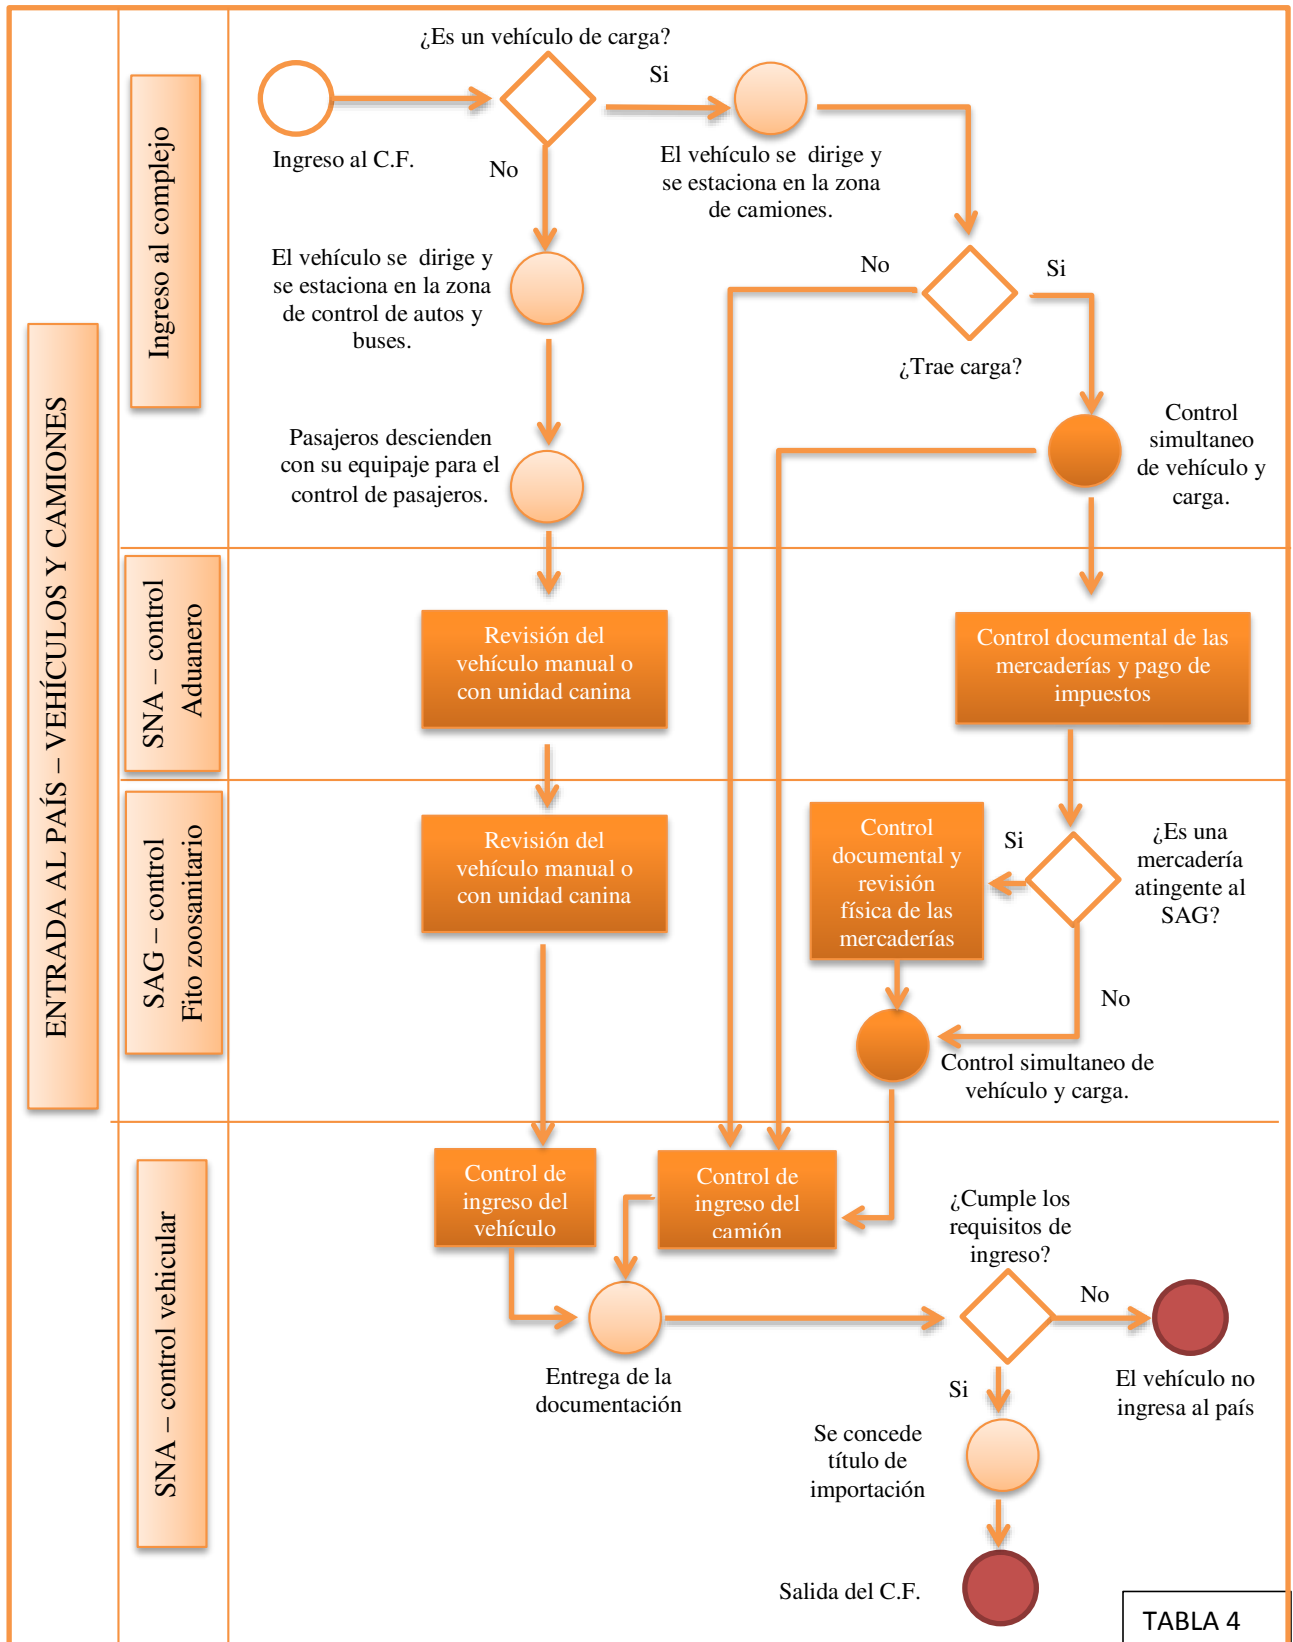 ENTRADA AL PAÍS – VEHÍCULOS Y CAMIONES
Ingreso al complejo
¿Es un vehículo de carga?
Si
No
Ingreso al C.F.
El vehículo se dirige y
se estaciona en la zona
de camiones.
El vehículo se dirige y
se estaciona en la zona
de control de autos y
buses.
No
Si
¿Trae carga?
Pasajeros descienden
con su equipaje para el
control de pasajeros.
Control
simultaneo
de vehículo y
carga.
SNA – control
Aduanero
Revisión del
vehículo manual o
con unidad canina
Control documental de las
mercaderías y pago de
impuestos
SAG – control
Fito zoosanitario
Revisión del
vehículo manual o
con unidad canina
Control
documental y
revisión
física de las
mercaderías
Si
¿Es una
mercadería
atingente al
SAG?
No
Control simultaneo de
vehículo y carga.
SNA – control vehicular
Control de
ingreso del
vehículo
Control de
ingreso del
camión
¿Cumple los
requisitos de
ingreso?
No
Entrega de la
documentación
Si
El vehículo no
ingresa al país
Se concede
título de
importación
Salida del C.F.
TABLA 4